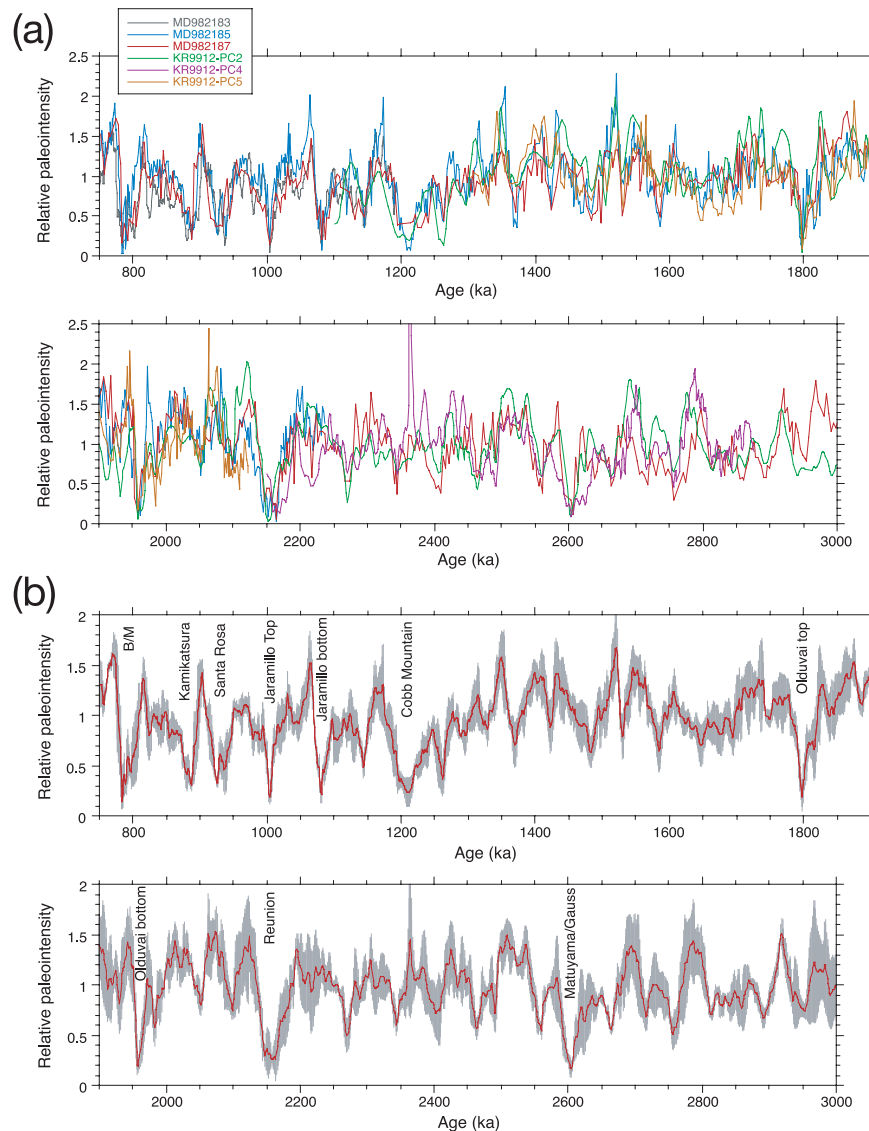 (a)
MD982183
MD982185
MD982187
KR9912-PC2
KR9912-PC4
KR9912-PC5
Relative paleointensity
2.5
2
1.5
1
0.5
0
800
1000
1200
1400
1600
1800
Age (ka)
Relative paleointensity
2.5
2
1.5
1
0.5
0
2000
2200
2400
2600
2800
3000
Age (ka)
(b)
Relative paleointensity
2
1.5
1
0.5
0
B/M
Kamikatsura
Santa Rosa
Jaramillo Top
Jaramillo bottom
Cobb Mountain
Olduvai top
800
1000
1200
1400
1600
1800
Age (ka)
Relative paleointensity
2
1.5
1
0.5
0
Olduvai bottom
Reunion
Matuyama/Gauss
2000
2200
2400
2600
2800
3000
Age (ka)